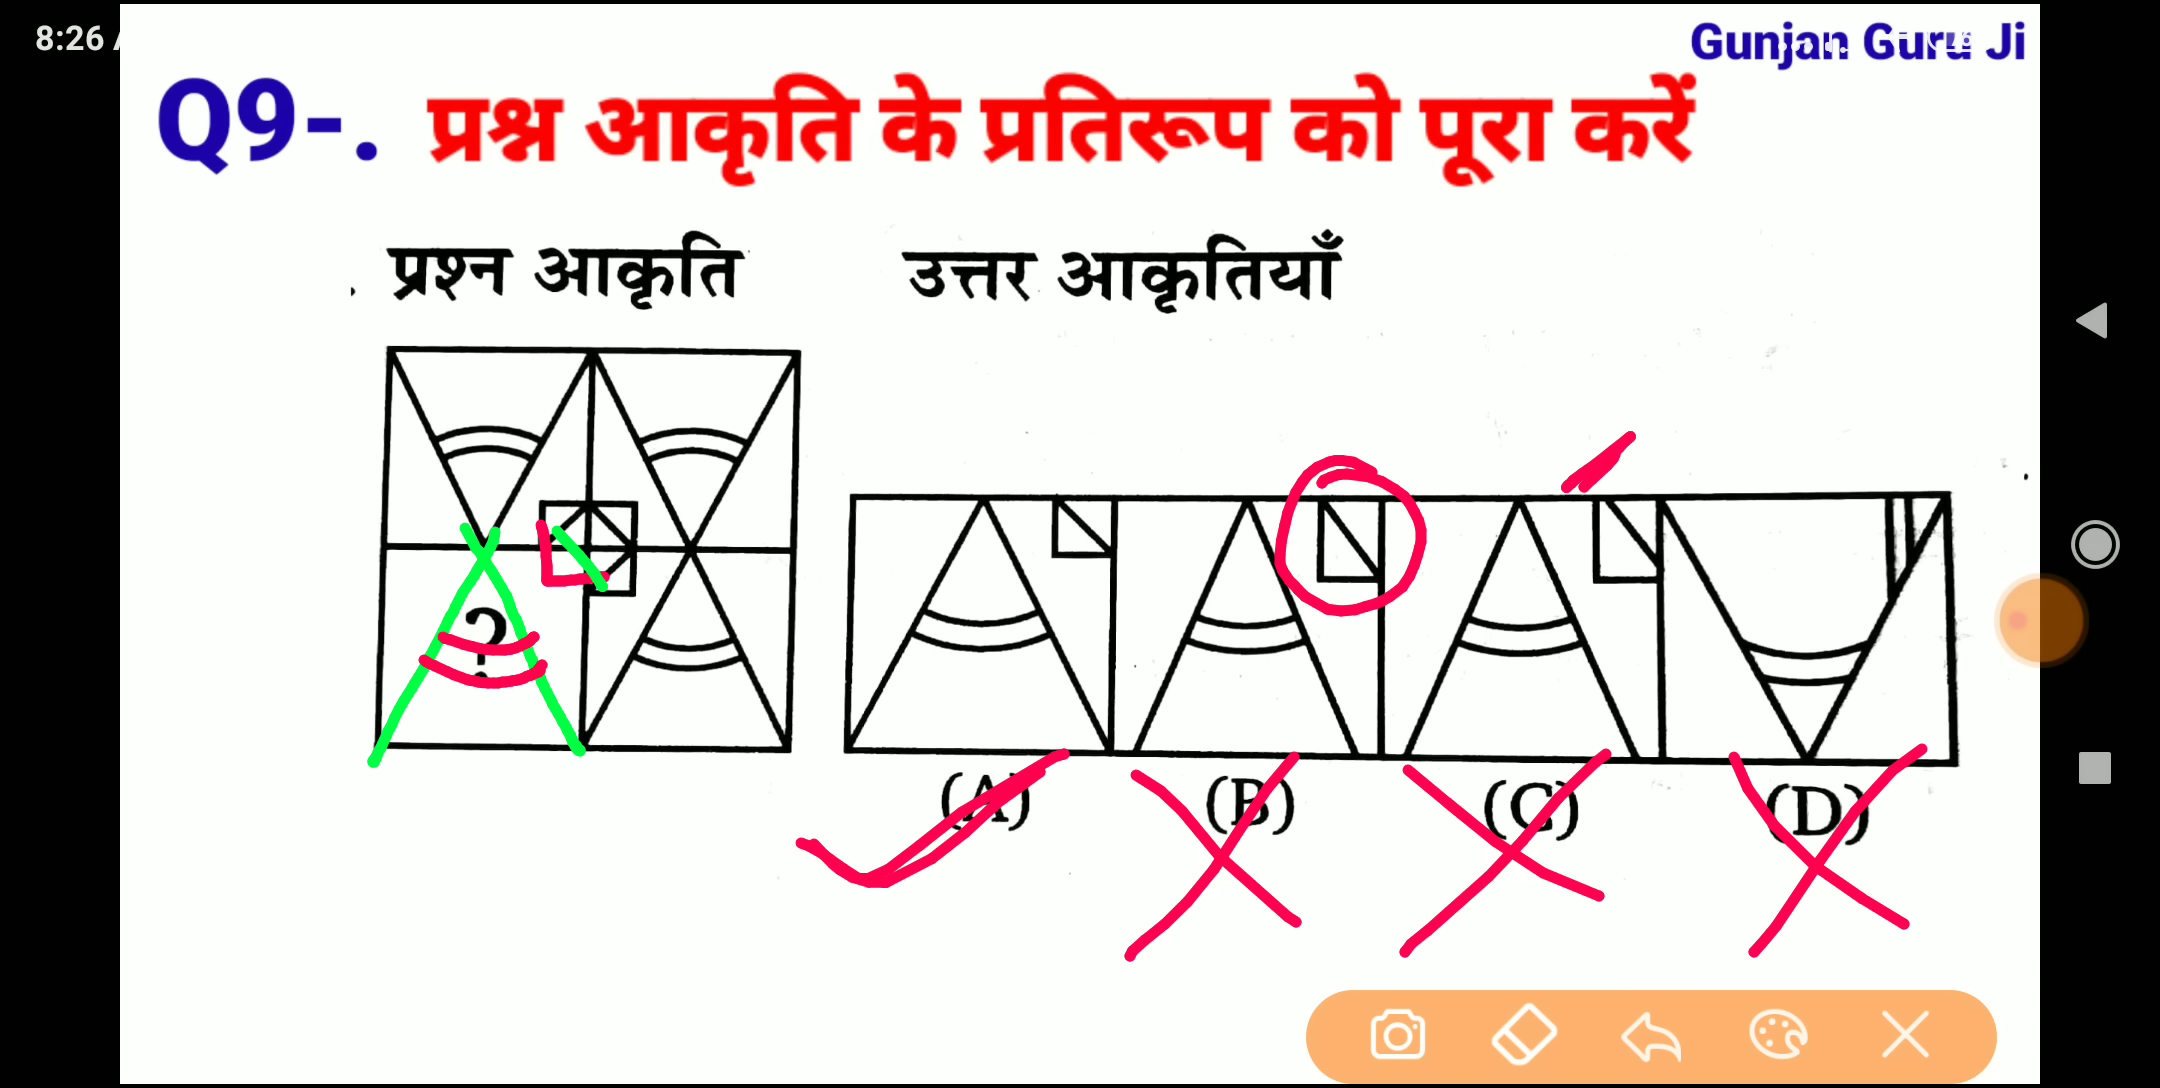 8:26
Gunjan Guru Ji
Q9-. प्रश्न आकृति के प्रतिरूप को पूरा करें
प्रश्न आकृति
उत्तर आकृतियाँ
?
(A) (B) (C) (D)